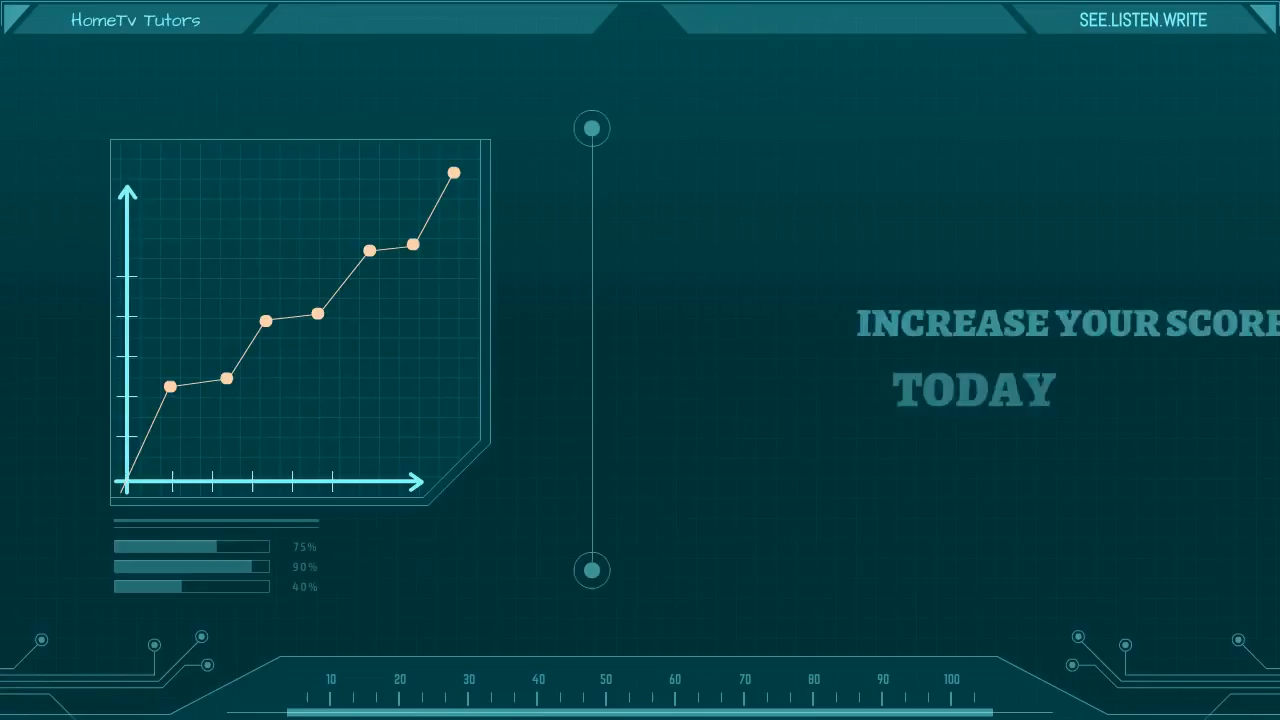 HomeTv Tutors
SEE.LISTEN.WRITE
INCREASE YOUR SCORE
TODAY
75%
90%
40%
10 20 30 40 50 60 70 80 90 100